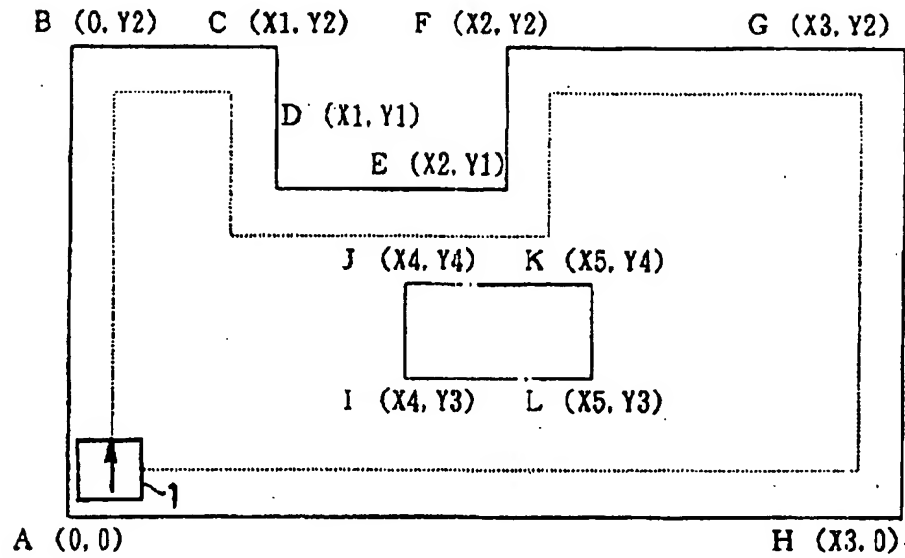 B (0, Y2) C (X1, Y2) F (X2, Y2) G (X3, Y2)
D (X1, Y1)
E (X2, Y1)
J (X4, Y4) K (X5, Y4)
I (X4, Y3) L (X5, Y3)
1
A (0, 0) H (X3, 0)